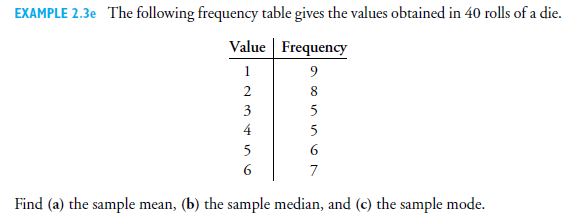 EXAMPLE 2.3e The following frequency table gives the values obtained in 40 rolls of a die.
Value Frequency
1 9
2 8
3 5
4 5
5 6
6 7
Find (a) the sample mean, (b) the sample median, and (c) the sample mode.